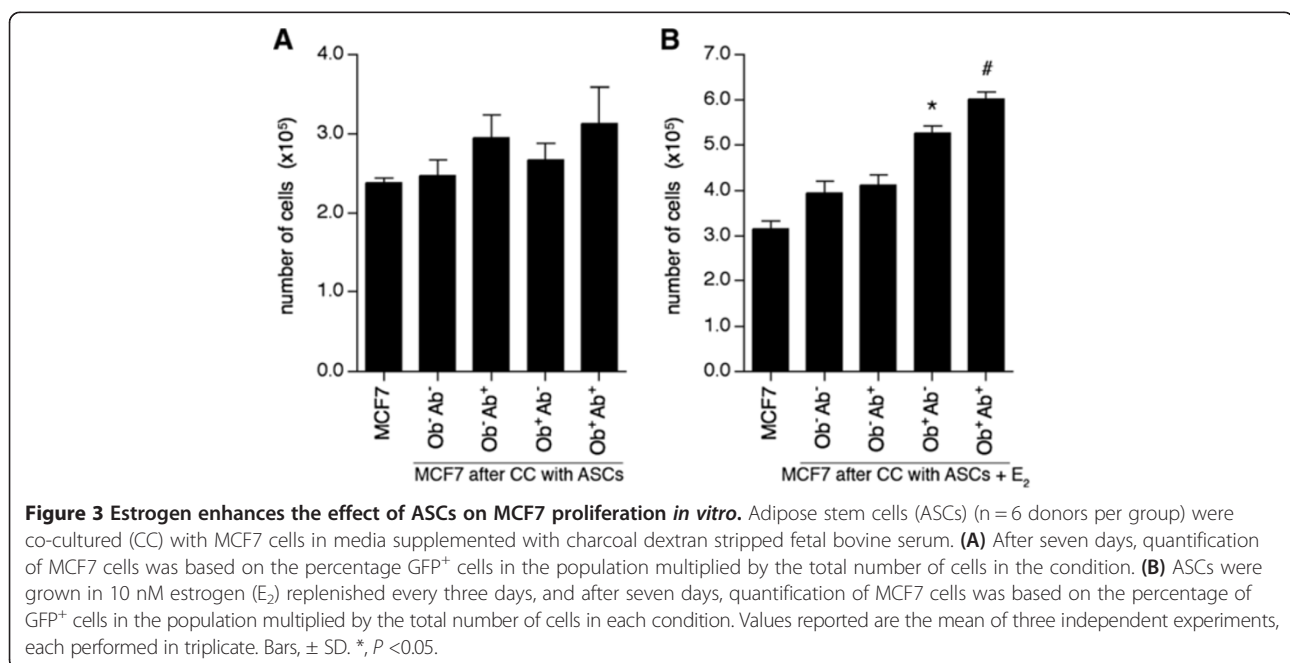 A
B
4.0
3.0
2.0
1.0
0.0
number of cells (x10⁵)
MCF7
Ob⁻Ab⁻
Ob⁻Ab⁺
Ob⁺Ab⁻
Ob⁺Ab⁺
MCF7 after CC with ASCs
7.0
6.0
5.0
4.0
3.0
2.0
1.0
0.0
number of cells (x10⁵)
*
#
MCF7
Ob⁻Ab⁻
Ob⁻Ab⁺
Ob⁺Ab⁻
Ob⁺Ab⁺
MCF7 after CC with ASCs + E₂
Figure 3 Estrogen enhances the effect of ASCs on MCF7 proliferation in vitro. Adipose stem cells (ASCs) (n = 6 donors per group) were
co-cultured (CC) with MCF7 cells in media supplemented with charcoal dextran stripped fetal bovine serum. (A) After seven days, quantification
of MCF7 cells was based on the percentage GFP⁺ cells in the population multiplied by the total number of cells in the condition. (B) ASCs were
grown in 10 nM estrogen (E₂) replenished every three days, and after seven days, quantification of MCF7 cells was based on the percentage of
GFP⁺ cells in the population multiplied by the total number of cells in each condition. Values reported are the mean of three independent experiments,
each performed in triplicate. Bars, ± SD. *, P <0.05.